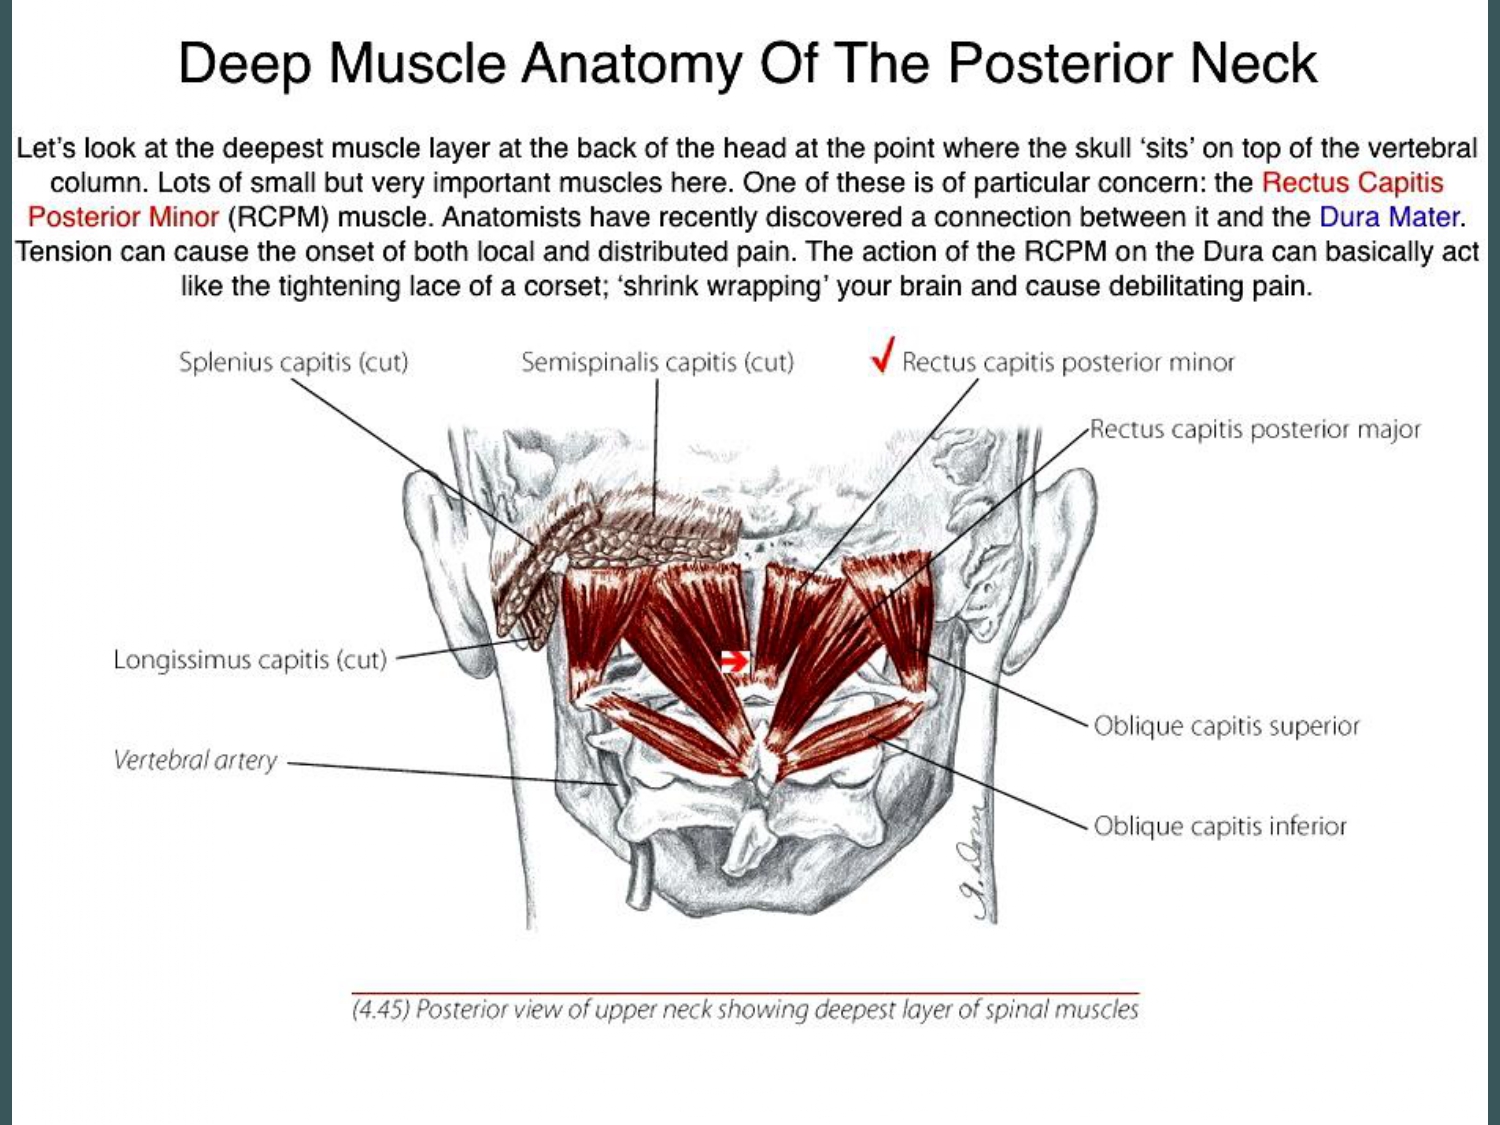 Deep Muscle Anatomy Of The Posterior Neck
Let's look at the deepest muscle layer at the back of the head at the point where the skull ‘sits’ on top of the vertebral
column. Lots of small but very important muscles here. One of these is of particular concern: the Rectus Capitis
Posterior Minor (RCPM) muscle. Anatomists have recently discovered a connection between it and the Dura Mater.
Tension can cause the onset of both local and distributed pain. The action of the RCPM on the Dura can basically act
like the tightening lace of a corset; ‘shrink wrapping’ your brain and cause debilitating pain.
Splenius capitis (cut)
Semispinalis capitis (cut)
Rectus capitis posterior minor
Rectus capitis posterior major
Longissimus capitis (cut)
Oblique capitis superior
Vertebral artery
Oblique capitis inferior
(4.45) Posterior view of upper neck showing deepest layer of spinal muscles